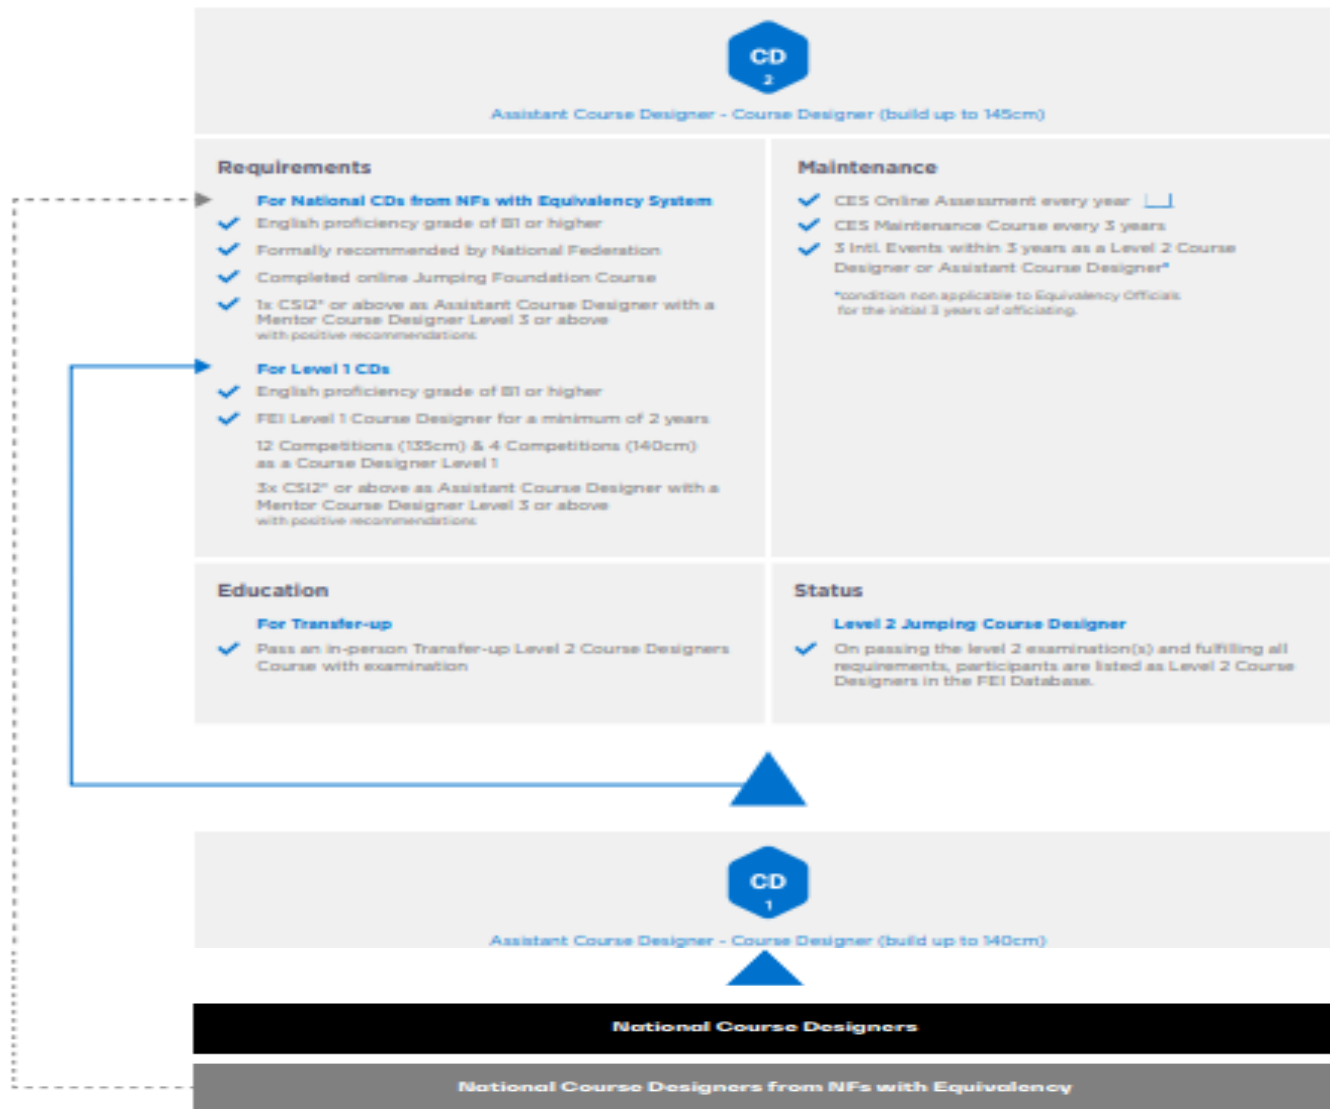 CD
2
Assistant Course Designer - Course Designer (build up to 145cm)
Requirements
For National CDs from NFs with Equivalency System
English proficiency grade of B1 or higher
Formally recommended by National Federation
Completed online Jumping Foundation Course
1x CSI2* or above as Assistant Course Designer with a
Mentor Course Designer Level 3 or above
with positive recommendations
For Level 1 CDs
English proficiency grade of B1 or higher
FEI Level 1 Course Designer for a minimum of 2 years
12 Competitions (135cm) & 4 Competitions (140cm)
as a Course Designer Level 1
3x CSI2* or above as Assistant Course Designer with a
Mentor Course Designer Level 3 or above
with positive recommendations
Maintenance
CES Online Assessment every year
CES Maintenance Course every 3 years
3 Intl. Events within 3 years as a Level 2 Course
Designer or Assistant Course Designer*
*condition non applicable to Equivalency Officials
for the initial 3 years of officiating.
Education
For Transfer-up
Pass an in-person Transfer-up Level 2 Course Designers
Course with examination
Status
Level 2 Jumping Course Designer
On passing the level 2 examination(s) and fulfilling all
requirements, participants are listed as Level 2 Course
Designers in the FEI Database.
CD
1
Assistant Course Designer - Course Designer (build up to 140cm)
National Course Designers
National Course Designers from NFs with Equivalency